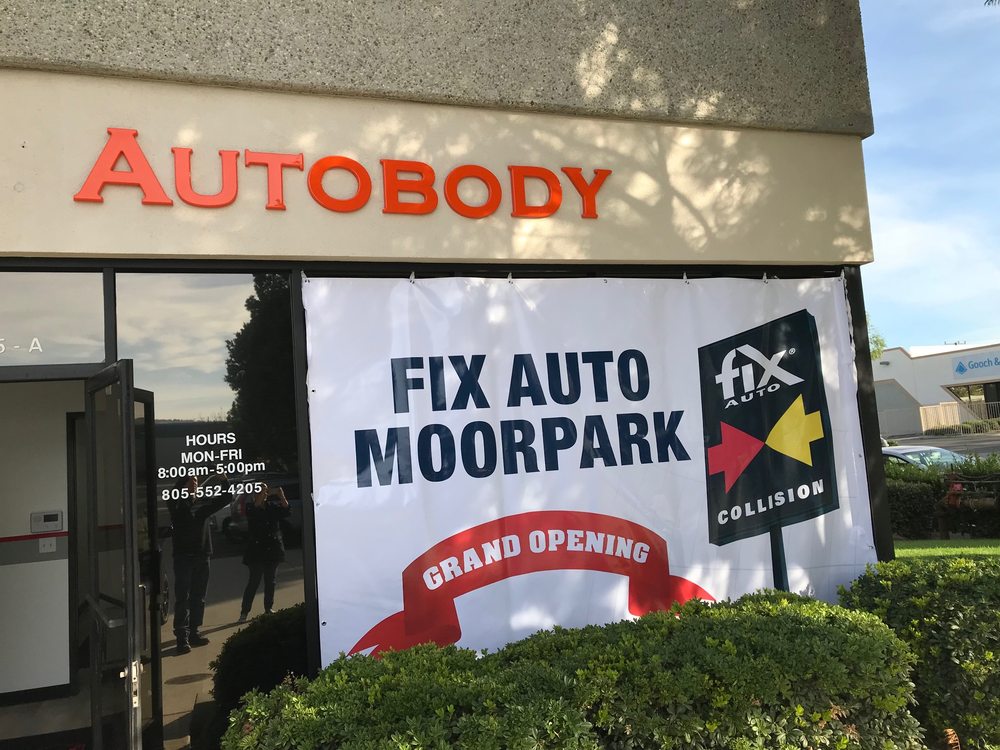 AUTOBODY
5 - A
HOURS
MON-FRI
8:00am-5:00pm
805-552-4205
FIX AUTO
MOORPARK
GRAND OPENING
fix®
AUTO
COLLISION
Gooch &